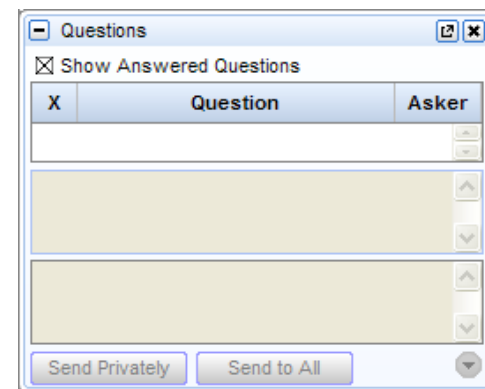 Questions
Show Answered Questions
X Question Asker
Send Privately Send to All